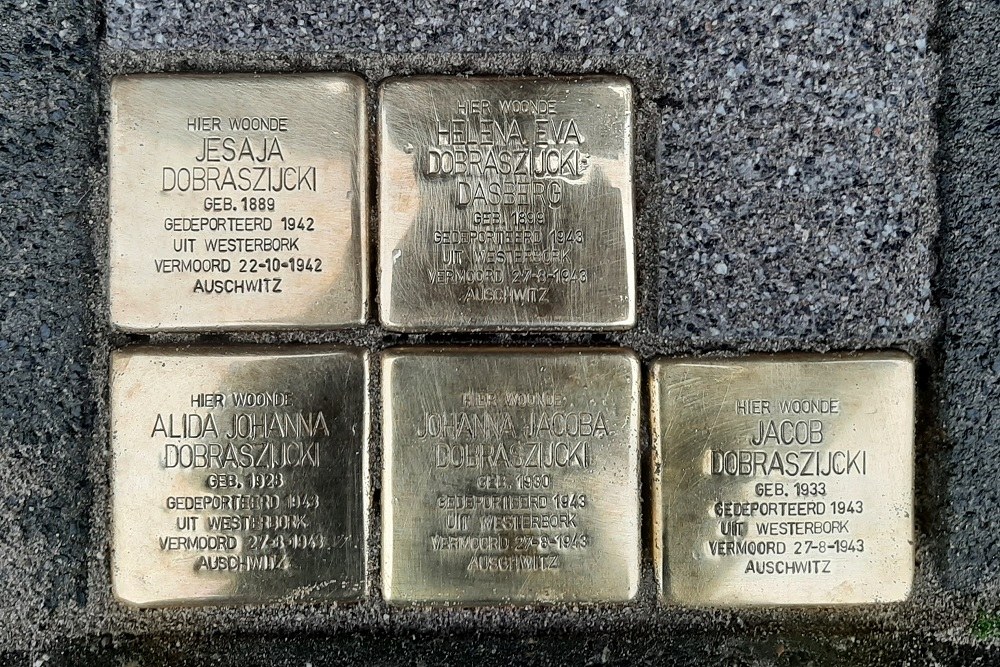 HIER WOONDE
JESAJA
DOBRASZIJCKI
GEB. 1889
GEDEPORTEERD 1942
UIT WESTERBORK
VERMOORD 22-10-1942
AUSCHWITZ
HIER WOONDE
HELENA EVA
DOBRASZIJCKI-
DASBERG
GEB. 1899
GEDEPORTEERD 1943
UIT WESTERBORK
VERMOORD 27-8-1943
AUSCHWITZ
HIER WOONDE
ALIDA JOHANNA
DOBRASZIJCKI
GEB. 1928
GEDEPORTEERD 1943
UIT WESTERBORK
VERMOORD 27-8-1943
AUSCHWITZ
HIER WOONDE
JOHANNA JACOBA
DOBRASZIJCKI
GEB. 1930
GEDEPORTEERD 1943
UIT WESTERBORK
VERMOORD 27-8-1943
AUSCHWITZ
HIER WOONDE
JACOB
DOBRASZIJCKI
GEB. 1933
GEDEPORTEERD 1943
UIT WESTERBORK
VERMOORD 27-8-1943
AUSCHWITZ